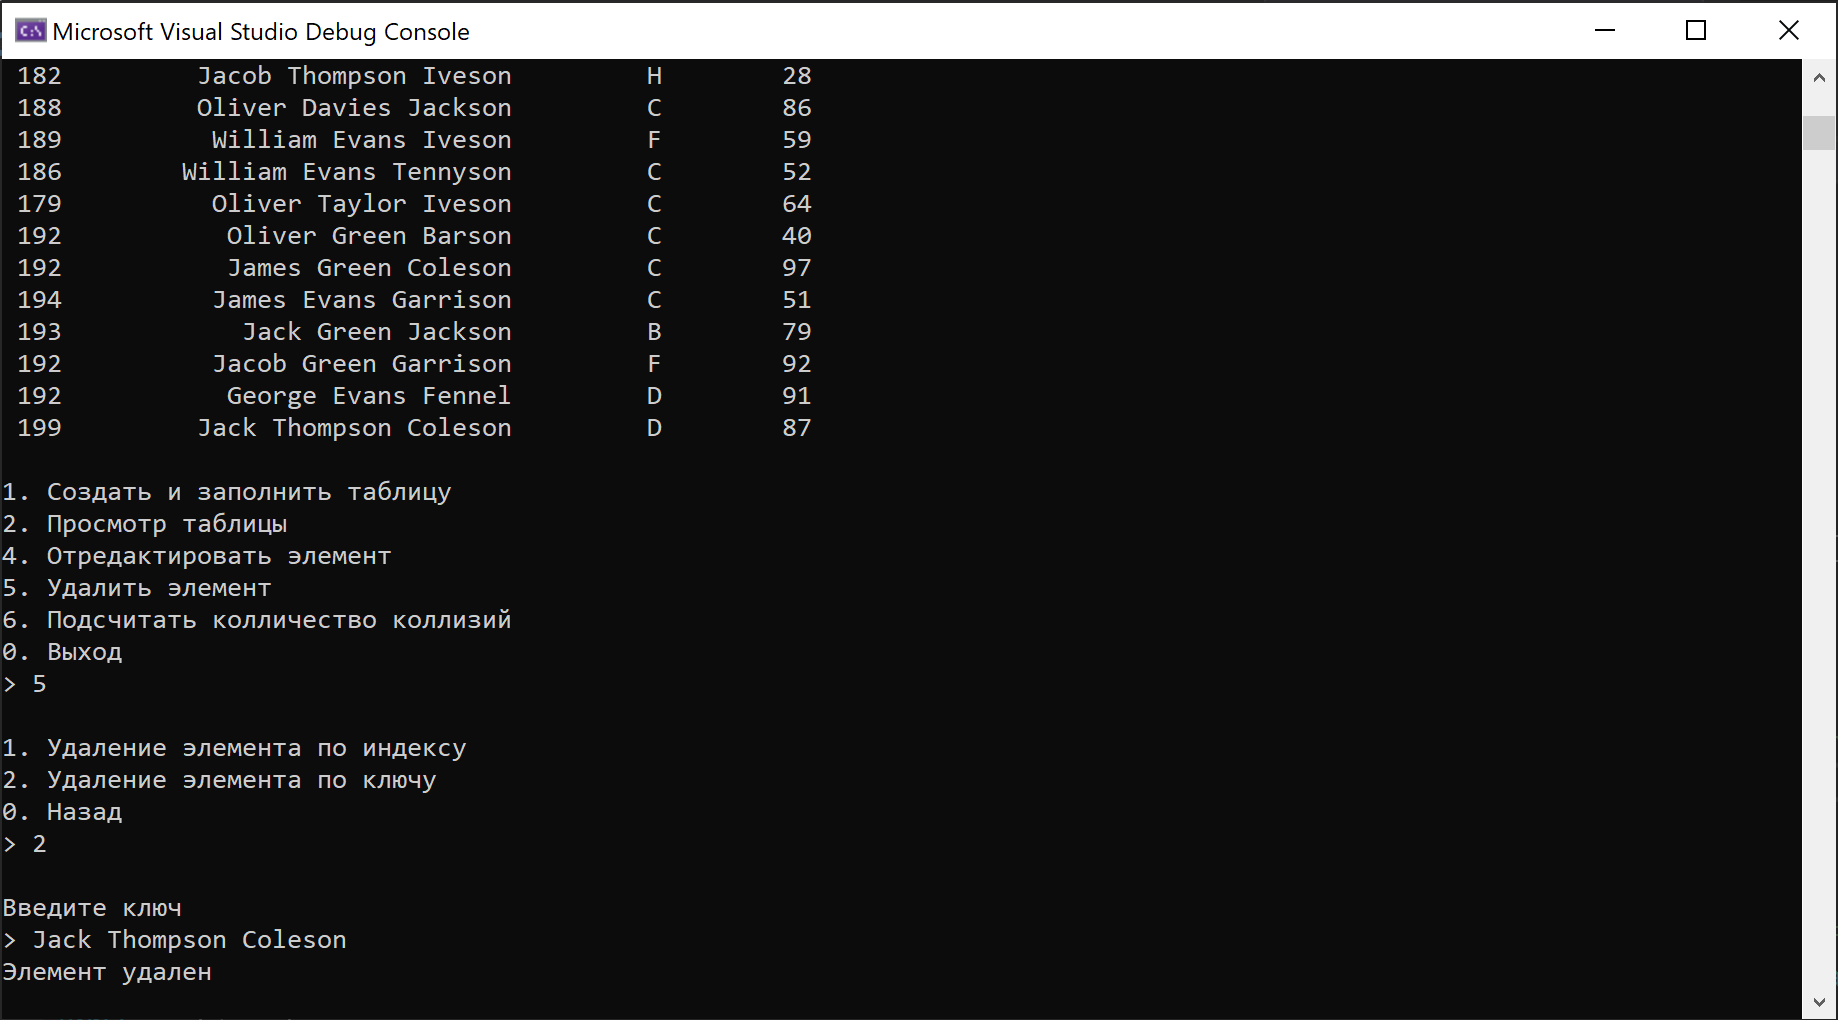 Microsoft Visual Studio Debug Console
182 Jacob Thompson Iveson H 28
188 Oliver Davies Jackson C 86
189 William Evans Iveson F 59
186 William Evans Tennyson C 52
179 Oliver Taylor Iveson C 64
192 Oliver Green Barson C 40
192 James Green Coleson C 97
194 James Evans Garrison C 51
193 Jack Green Jackson B 79
192 Jacob Green Garrison F 92
192 George Evans Fennel D 91
199 Jack Thompson Coleson D 87
1. Создать и заполнить таблицу
2. Просмотр таблицы
4. Отредактировать элемент
5. Удалить элемент
6. Подсчитать колличество коллизий
0. Выход
> 5
1. Удаление элемента по индексу
2. Удаление элемента по ключу
0. Назад
> 2
Введите ключ
> Jack Thompson Coleson
Элемент удален